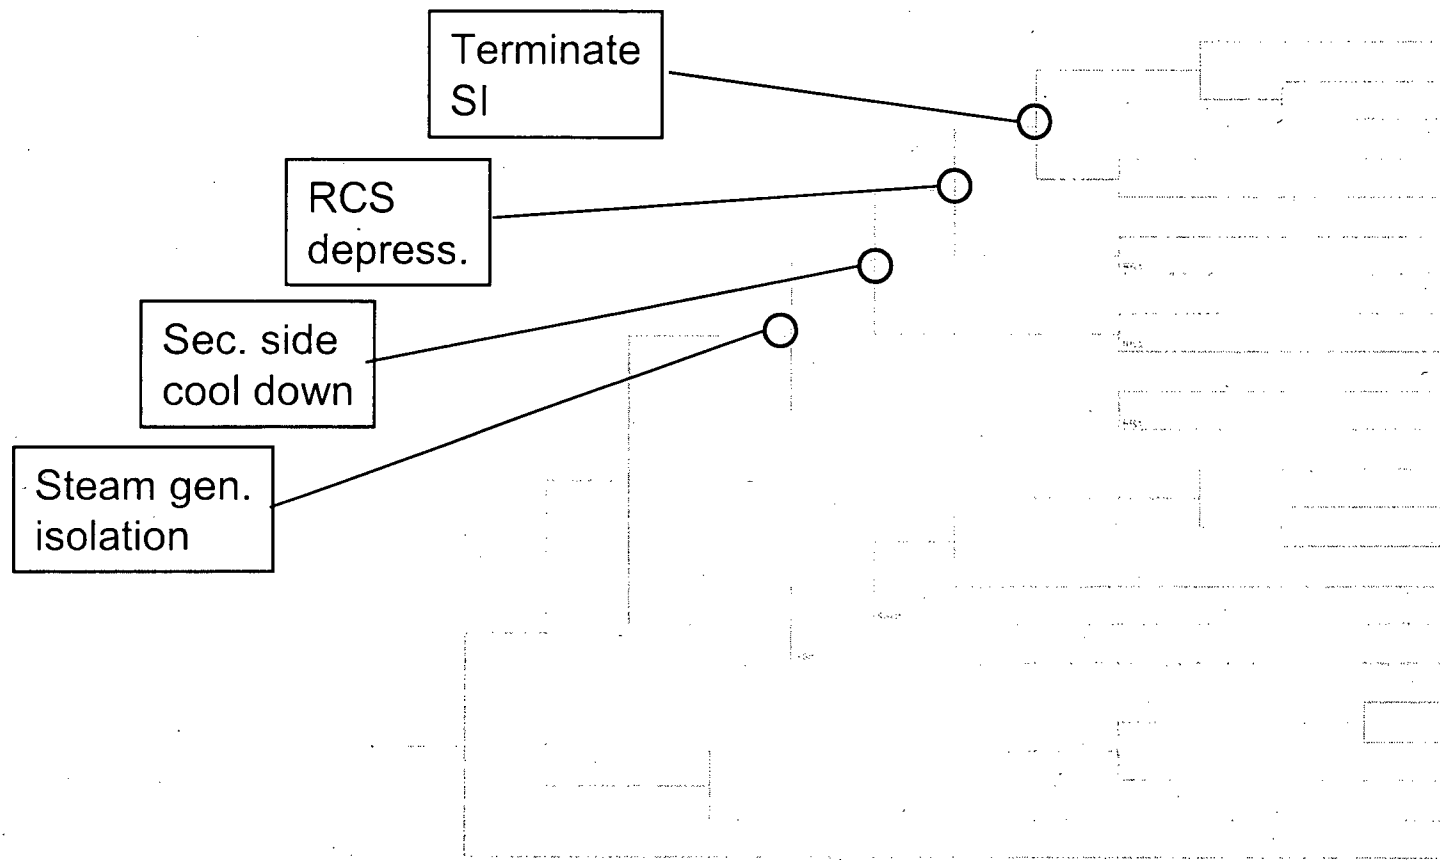 Terminate
SI
RCS
depress.
Sec. side
cool down
Steam gen.
isolation